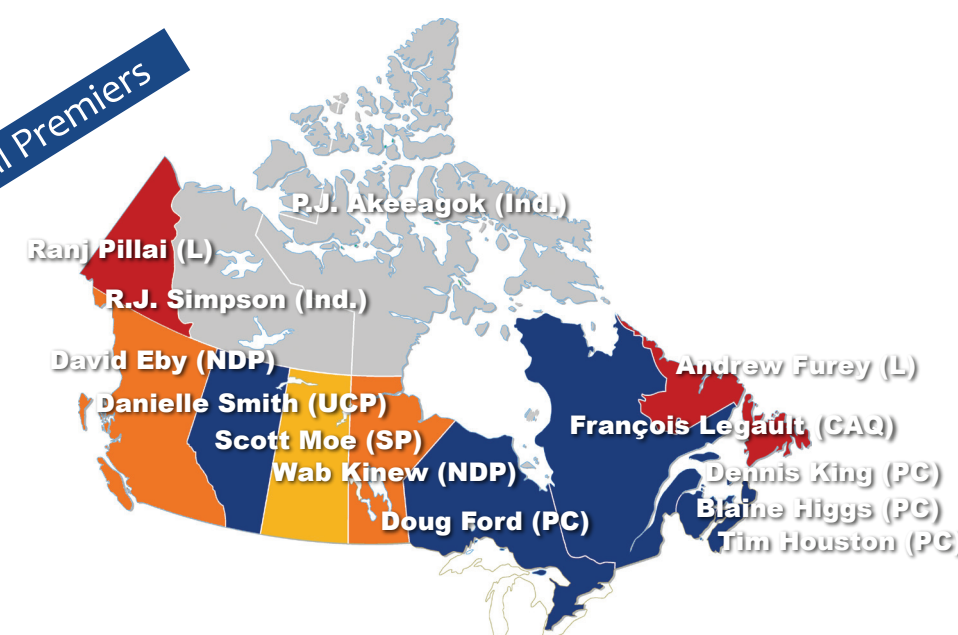 Premiers
P.J. Akeeagok (Ind.)
Ranj Pillai (L)
R.J. Simpson (Ind.)
David Eby (NDP)
Andrew Furey (L)
Danielle Smith (UCP)
François Legault (CAQ)
Scott Moe (SP)
Wab Kinew (NDP)
Dennis King (PC)
Blaine Higgs (PC)
Doug Ford (PC)
Tim Houston (PC)